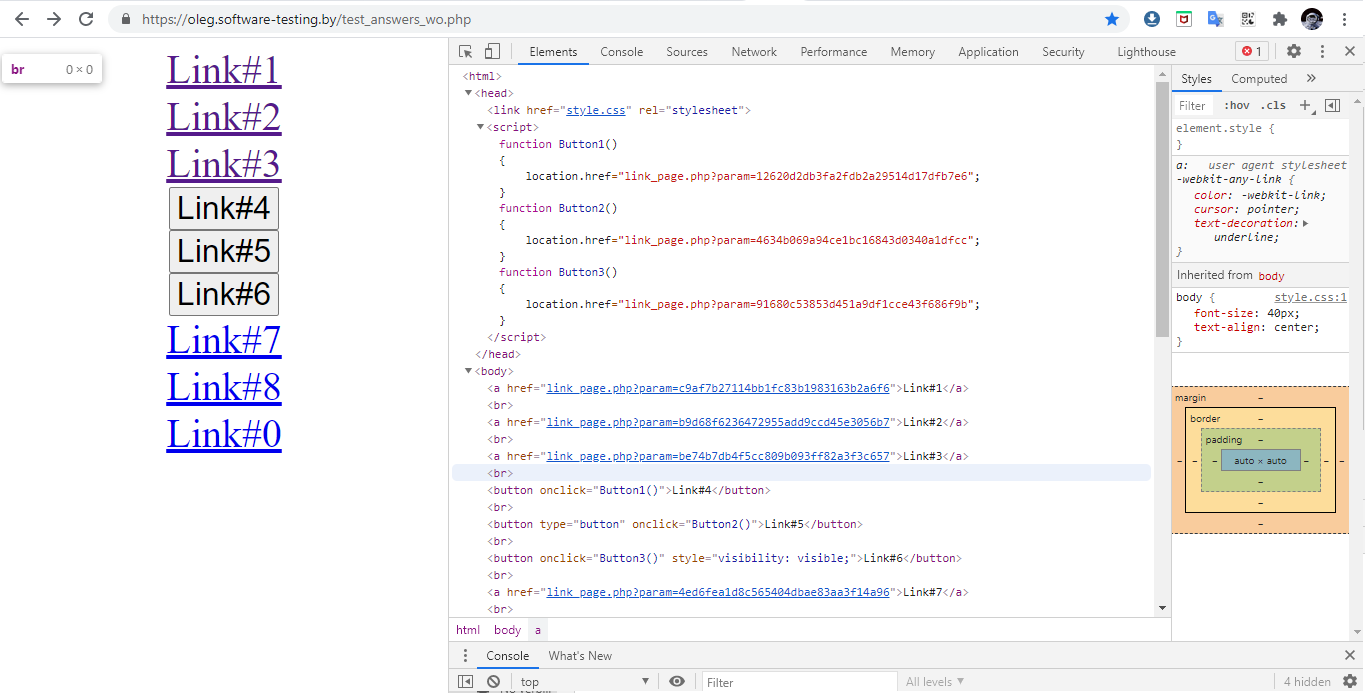 https://oleg.software-testing.by/test_answers_wo.php
br 0 × 0
Link#1
Link#2
Link#3
Link#4
Link#5
Link#6
Link#7
Link#8
Link#0
Elements Console Sources Network Performance Memory Application Security Lighthouse 1
<html>
<head>
<link href="style.css" rel="stylesheet">
<script>
function Button1()
{
location.href="link_page.php?param=12620d2db3fa2fdb2a29514d17dfb7e6";
}
function Button2()
{
location.href="link_page.php?param=4634b069a94ce1bc16843d0340a1dfcc";
}
function Button3()
{
location.href="link_page.php?param=91680c53853d451a9df1cce43f686f9b";
}
</script>
</head>
<body>
<a href="link_page.php?param=c9af7b27114bb1fc83b1983163b2a6f6">Link#1</a>
<br>
<a href="link_page.php?param=b9d68f6236472955add9ccd45e3056b7">Link#2</a>
<br>
<a href="link_page.php?param=be74b7db4f5cc809b093ff82a3f3c657">Link#3</a>
<br>
<button onclick="Button1()">Link#4</button>
<br>
<button type="button" onclick="Button2()">Link#5</button>
<br>
<button onclick="Button3()" style="visibility: visible;">Link#6</button>
<br>
<a href="link_page.php?param=4ed6fea1d8c565404dbae83aa3f14a96">Link#7</a>
<br>
html body a
Styles Computed »
Filter :hov .cls +
element.style {
}
a: user agent stylesheet
-webkit-any-link {
color: -webkit-link;
cursor: pointer;
text-decoration:
underline;
}
Inherited from body
body { style.css:1
font-size: 40px;
text-align: center;
}
margin –
border –
padding –
– – – auto × auto – – –
–
–
–
Console What's New
top Filter All levels 4 hidden